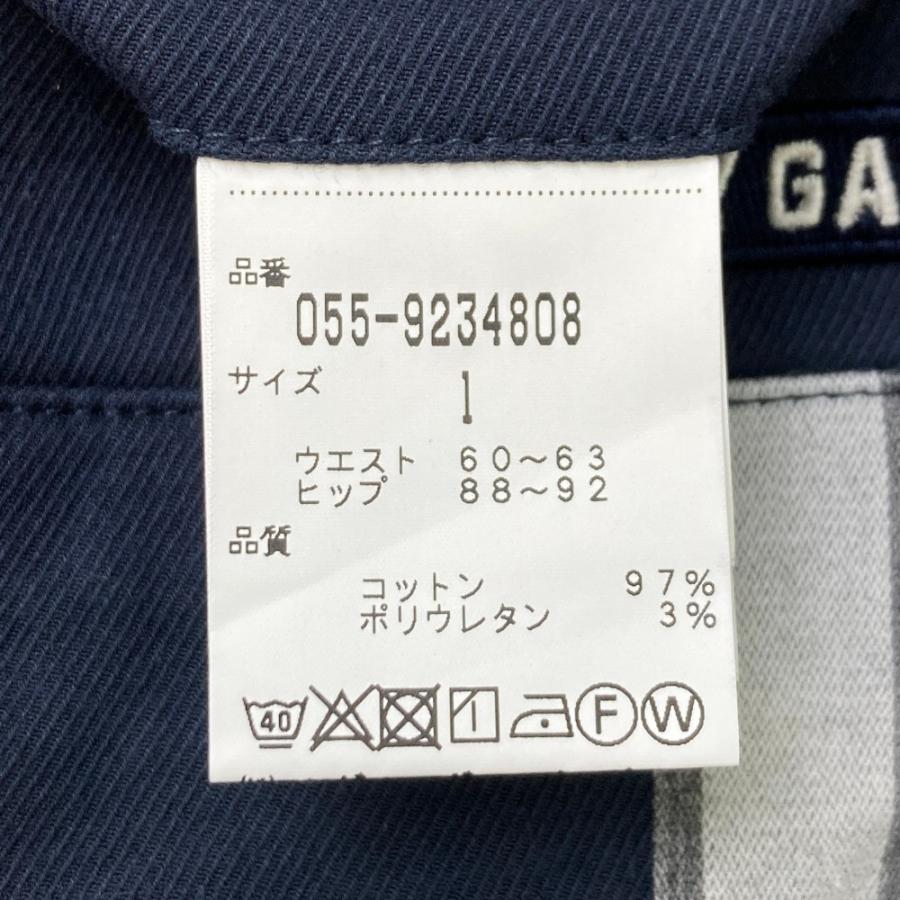 GA
品番
055-9234808
サイズ
1
ウエスト 60～63
ヒップ 88～92
品質
コットン 97%
ポリウレタン 3%
40 F W